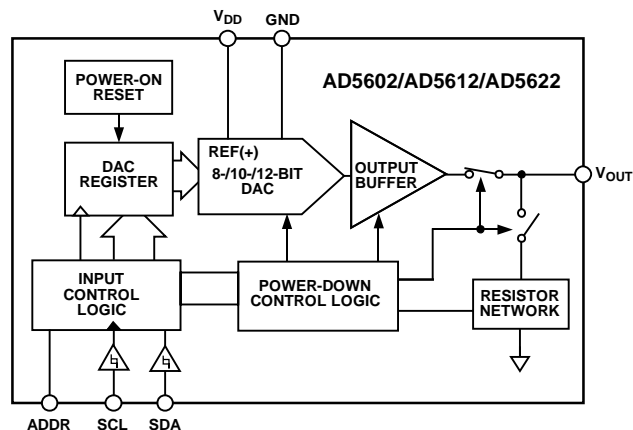 VDD GND
AD5602/AD5612/AD5622
POWER-ON
RESET
DAC
REGISTER
REF(+)
8-/10-/12-BIT
DAC
OUTPUT
BUFFER
VOUT
INPUT
CONTROL
LOGIC
POWER-DOWN
CONTROL LOGIC
RESISTOR
NETWORK
ADDR SCL SDA